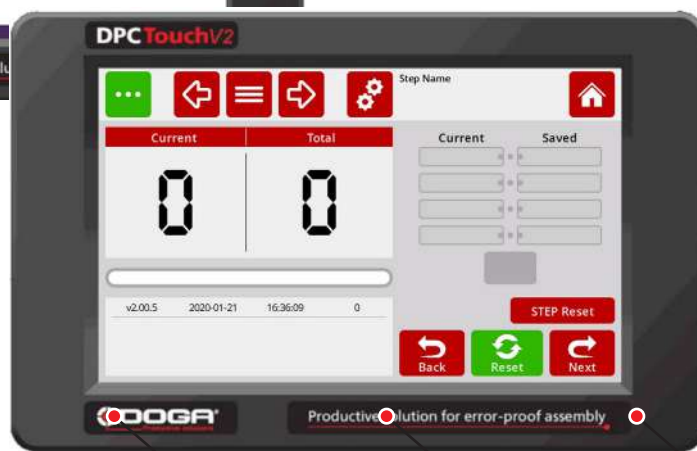 DPCTouchV2
Step Name
Current Total
0 0
Current Saved
v2.00.5 2020-01-21 16:36:09 0
STEP Reset
Back Reset Next
DOGA
Productive solution for error-proof assembly